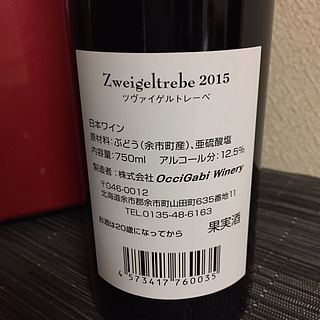 Zweigeltrebe 2015
ツヴァイゲルトレーベ
日本ワイン
原材料：ぶどう（余市町産）、亜硫酸塩
内容量：750ml　アルコール分：12.5%
製造者：株式会社 OcciGabi Winery
〒046-0012
北海道余市郡余市町山田町635番地11
TEL.0135-48-6163
お酒は20歳になってから
果実酒
4 573417 760035